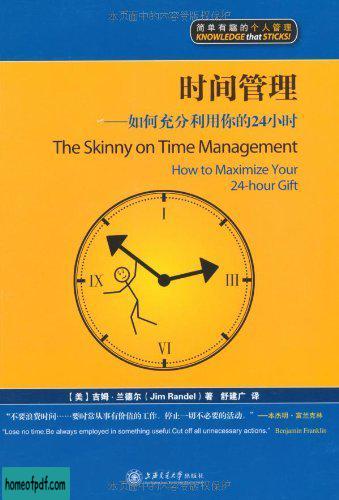 本页面中的内容受版权保护
简单有趣的个人管理
KNOWLEDGE that STICKS!
时间管理
——如何充分利用你的24小时
The Skinny on Time Management
How to Maximize Your
24-hour Gift
XII
IX
III
VI
【美】吉姆·兰德尔（Jim Randel）著 舒建广 译
“不要浪费时间……要时常从事有价值的工作，停止一切不必要的活动。”——本杰明·富兰克林
"Lose no time.Be always employed in something useful.Cut off all unnecessary actions." Benjamin Franklin
本页面中的内容受版权保护
上海交通大学出版社
homeofpdf.com